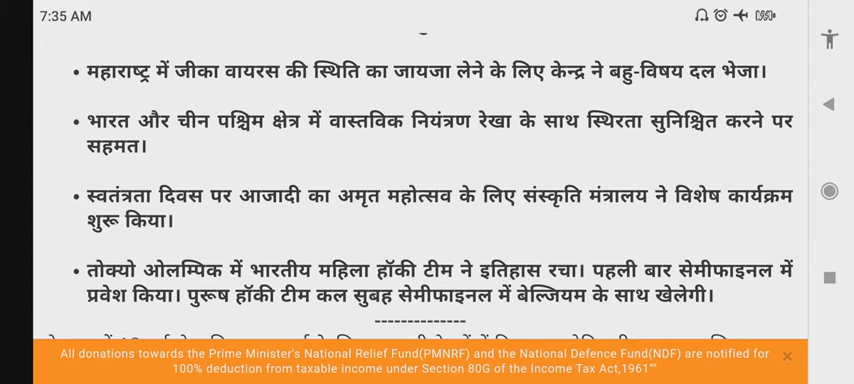 7:35 AM
• महाराष्ट्र में जीका वायरस की स्थिति का जायजा लेने के लिए केन्द्र ने बहु-विषय दल भेजा।
• भारत और चीन पश्चिम क्षेत्र में वास्तविक नियंत्रण रेखा के साथ स्थिरता सुनिश्चित करने पर
सहमत।
• स्वतंत्रता दिवस पर आजादी का अमृत महोत्सव के लिए संस्कृति मंत्रालय ने विशेष कार्यक्रम
शुरू किया।
• तोक्यो ओलम्पिक में भारतीय महिला हॉकी टीम ने इतिहास रचा। पहली बार सेमीफाइनल में
प्रवेश किया। पुरूष हॉकी टीम कल सुबह सेमीफाइनल में बेल्जियम के साथ खेलेगी।
--------------
All donations towards the Prime Minister's National Relief Fund(PMNRF) and the National Defence Fund(NDF) are notified for
100% deduction from taxable income under Section 80G of the Income Tax Act,1961""